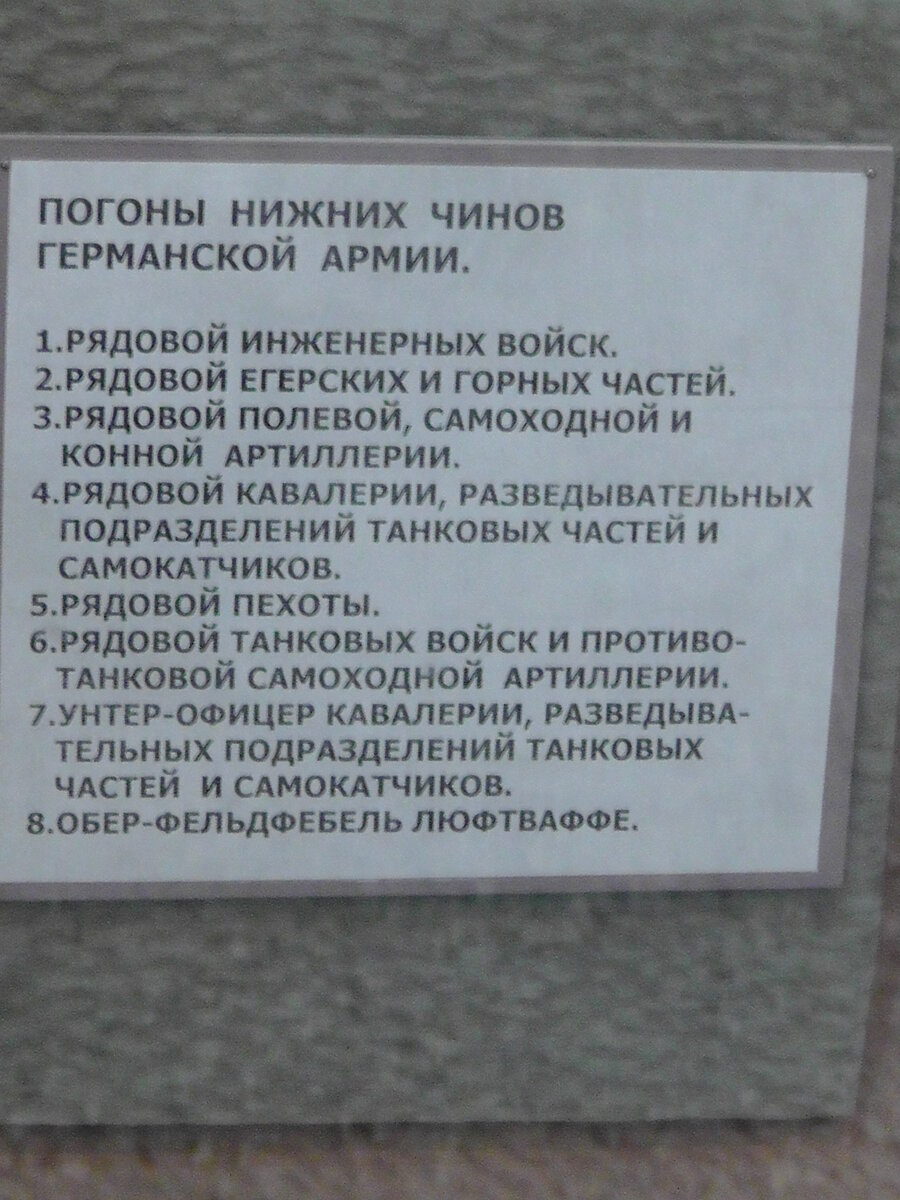 ПОГОНЫ НИЖНИХ ЧИНОВ
ГЕРМАНСКОЙ АРМИИ.
1.РЯДОВОЙ ИНЖЕНЕРНЫХ ВОЙСК.
2.РЯДОВОЙ ЕГЕРСКИХ И ГОРНЫХ ЧАСТЕЙ.
3.РЯДОВОЙ ПОЛЕВОЙ, САМОХОДНОЙ И
КОННОЙ АРТИЛЛЕРИИ.
4.РЯДОВОЙ КАВАЛЕРИИ, РАЗВЕДЫВАТЕЛЬНЫХ
ПОДРАЗДЕЛЕНИЙ ТАНКОВЫХ ЧАСТЕЙ И
САМОКАТЧИКОВ.
5.РЯДОВОЙ ПЕХОТЫ.
6.РЯДОВОЙ ТАНКОВЫХ ВОЙСК И ПРОТИВО-
ТАНКОВОЙ САМОХОДНОЙ АРТИЛЛЕРИИ.
7.УНТЕР-ОФИЦЕР КАВАЛЕРИИ, РАЗВЕДЫВА-
ТЕЛЬНЫХ ПОДРАЗДЕЛЕНИЙ ТАНКОВЫХ
ЧАСТЕЙ И САМОКАТЧИКОВ.
8.ОБЕР-ФЕЛЬДФЕБЕЛЬ ЛЮФТВАФФЕ.